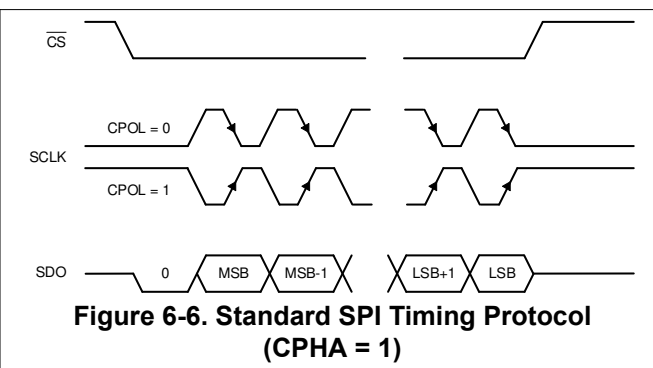 CS
CPOL = 0
SCLK
CPOL = 1
SDO 0 MSB MSB-1 LSB+1 LSB
Figure 6-6. Standard SPI Timing Protocol
(CPHA = 1)